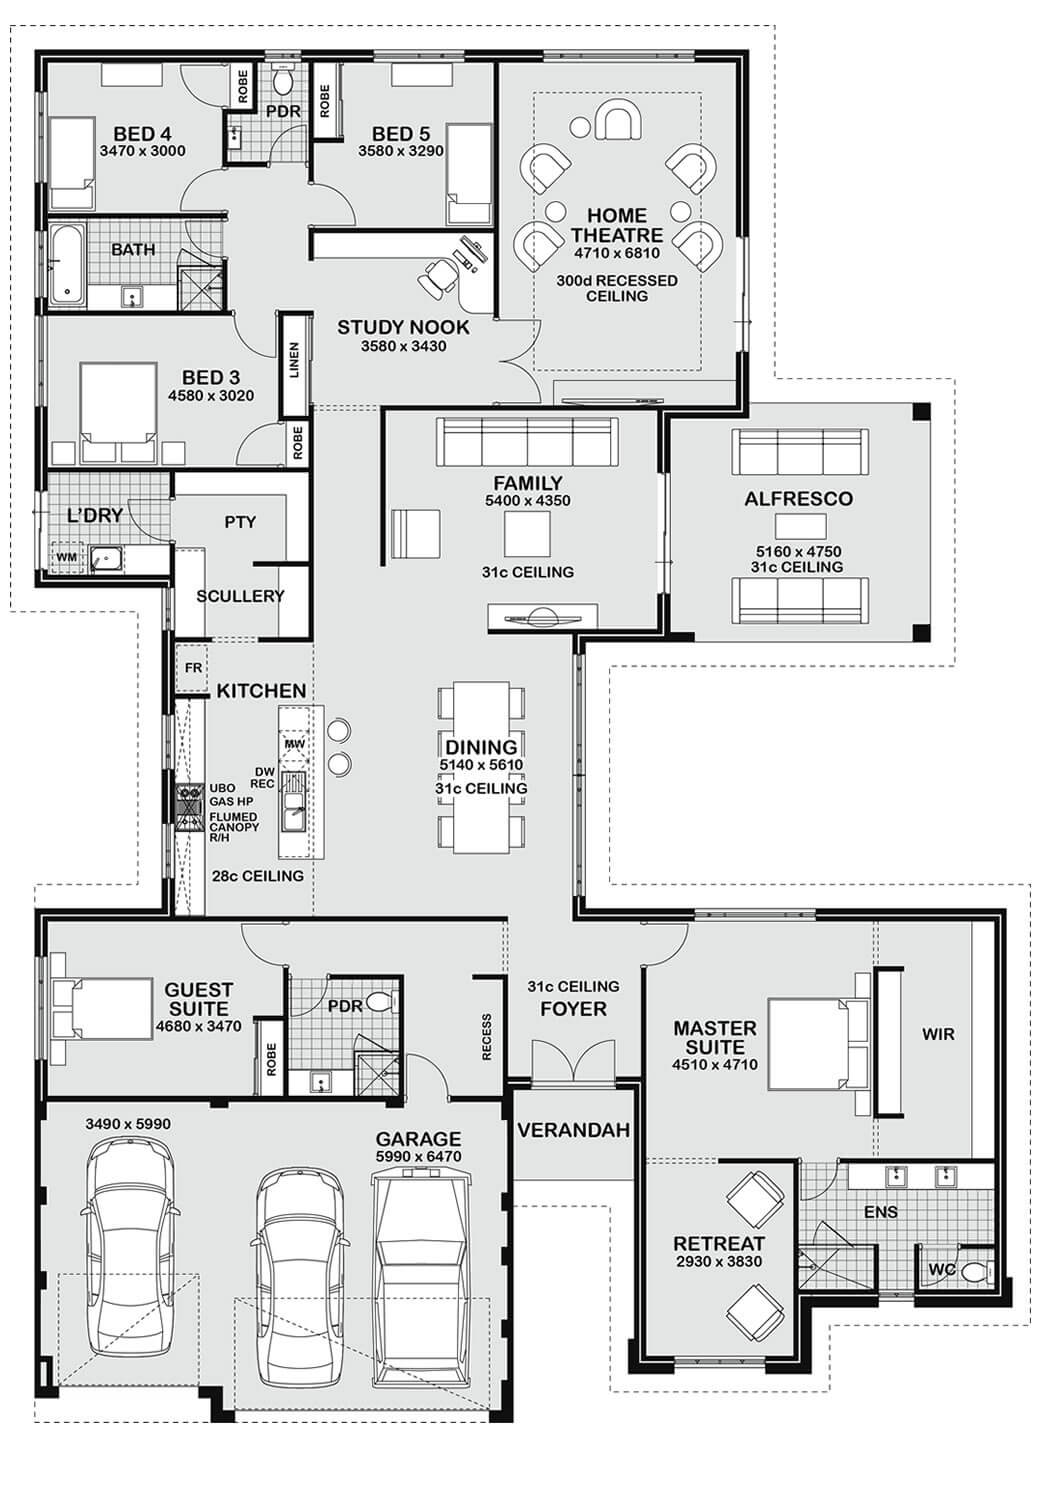 ROBE
PDR
ROBE
BED 4
3470 x 3000
BED 5
3580 x 3290
HOME
THEATRE
4710 x 6810
300d RECESSED
CEILING
BATH
STUDY NOOK
3580 x 3430
LINEN
BED 3
4580 x 3020
ROBE
FAMILY
5400 x 4350
31c CEILING
ALFRESCO
5160 x 4750
31c CEILING
L'DRY
PTY
WM
SCULLERY
FR
KITCHEN
MW
DW
REC
UBO
GAS HP
FLUMED
CANOPY
R/H
28c CEILING
DINING
5140 x 5610
31c CEILING
GUEST
SUITE
4680 x 3470
ROBE
PDR
RECESS
31c CEILING
FOYER
MASTER
SUITE
4510 x 4710
WIR
3490 x 5990
GARAGE
5990 x 6470
VERANDAH
RETREAT
2930 x 3830
ENS
WC